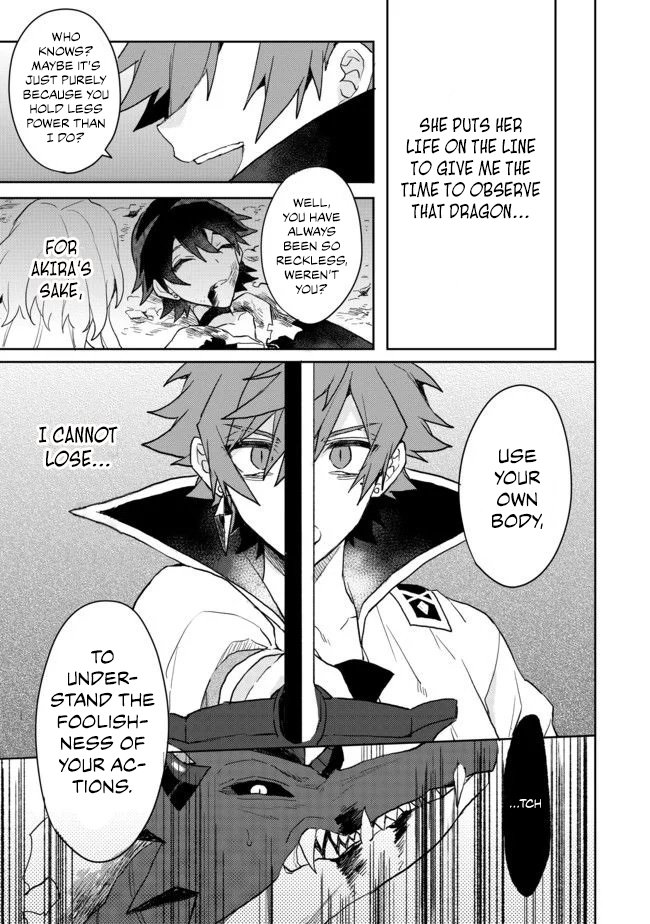 SHE PUTS HER
LIFE ON THE LINE
TO GIVE ME THE
TIME TO OBSERVE
THAT DRAGON...
WHO
KNOWS?
MAYBE IT'S
JUST PURELY
BECAUSE YOU
HOLD LESS
POWER THAN
I DO?
WELL,
YOU HAVE
ALWAYS
BEEN SO
RECKLESS,
WEREN'T
YOU?
FOR
AKIRA'S
SAKE,
I CANNOT
LOSE...
USE
YOUR
OWN
BODY,
TO
UNDER-
STAND THE
FOOLISH-
NESS OF
YOUR AC-
TIONS.
...TCH